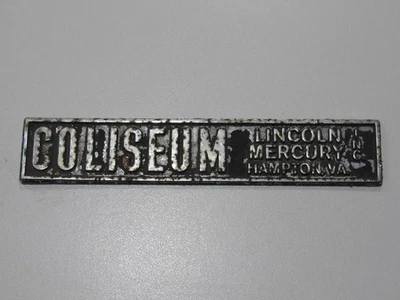 COLISEUM
LINCOLN
MERCURY
HAMPTON, VA.
INC